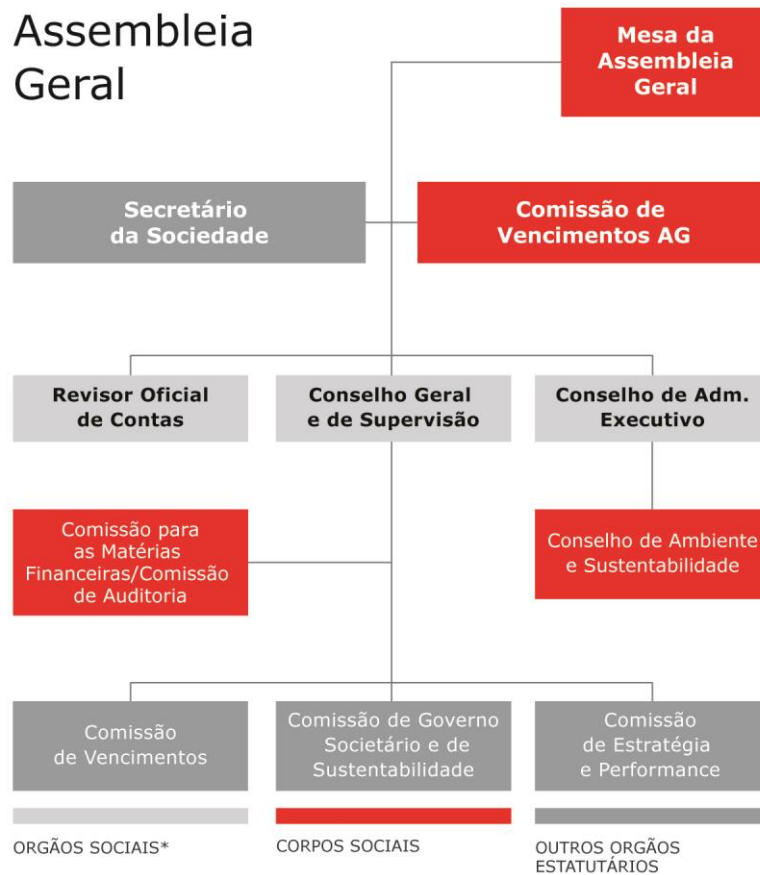 Assembleia
Geral
Mesa da
Assembleia
Geral
Secretário
da Sociedade
Comissão de
Vencimentos AG
Revisor Oficial
de Contas
Conselho Geral
e de Supervisão
Conselho de Adm.
Executivo
Comissão para
as Matérias
Financeiras/Comissão
de Auditoria
Conselho de Ambiente
e Sustentabilidade
Comissão
de Vencimentos
Comissão de Governo
Societário e de
Sustentabilidade
Comissão
de Estratégia
e Performance
ORGÃOS SOCIAIS*
CORPOS SOCIAIS
OUTROS ORGÃOS
ESTATUTÁRIOS